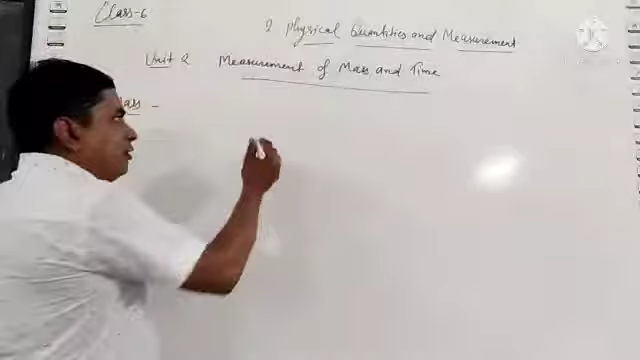 Class-6
2 Physical Quantities and Measurement
Unit 2 Measurement of Mass and Time
ass -